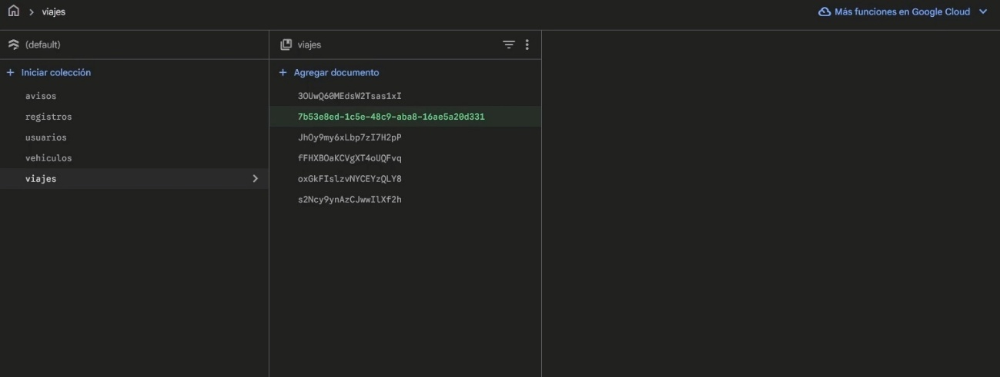 viajes
Más funciones en Google Cloud
(default)
viajes
Iniciar colección
Agregar documento
avisos
registros
usuarios
vehiculos
viajes
3OUwQ60MEdsW2Tsas1xI
7b53e8ed-1c5e-48c9-aba8-16ae5a20d331
JhOy9my6xLbp7zI7H2pP
fFHXBOaKCVgXT4oUQFvq
oxGkFIslzvNYCEYzQLY8
s2Ncy9ynAzCJwwIlXf2h